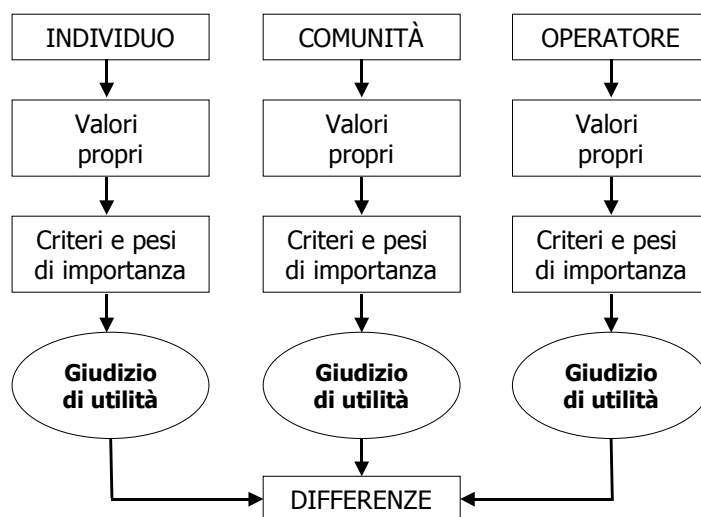 INDIVIDUO
COMUNITÀ
OPERATORE
Valori
propri
Valori
propri
Valori
propri
Criteri e pesi
di importanza
Criteri e pesi
di importanza
Criteri e pesi
di importanza
Giudizio
di utilità
Giudizio
di utilità
Giudizio
di utilità
DIFFERENZE